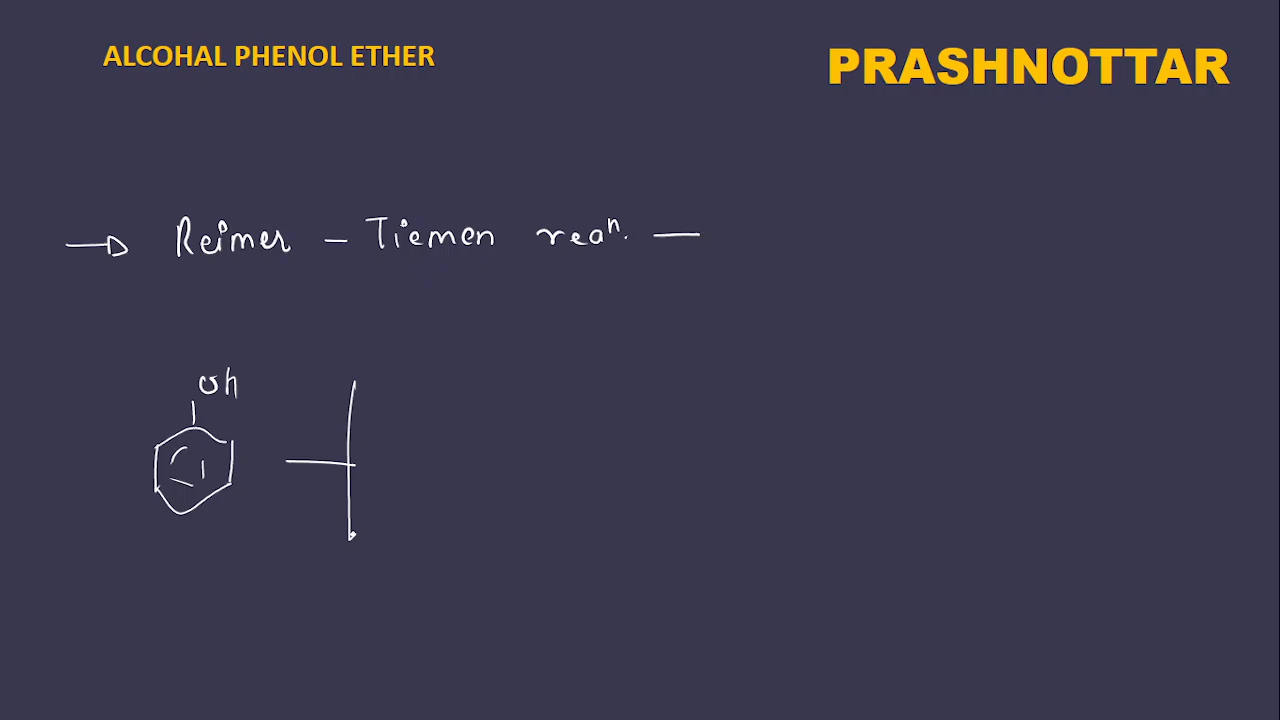 ALCOHAL PHENOL ETHER
PRASHNOTTAR
→ Reimer - Tiemen reaⁿ. —
Oh